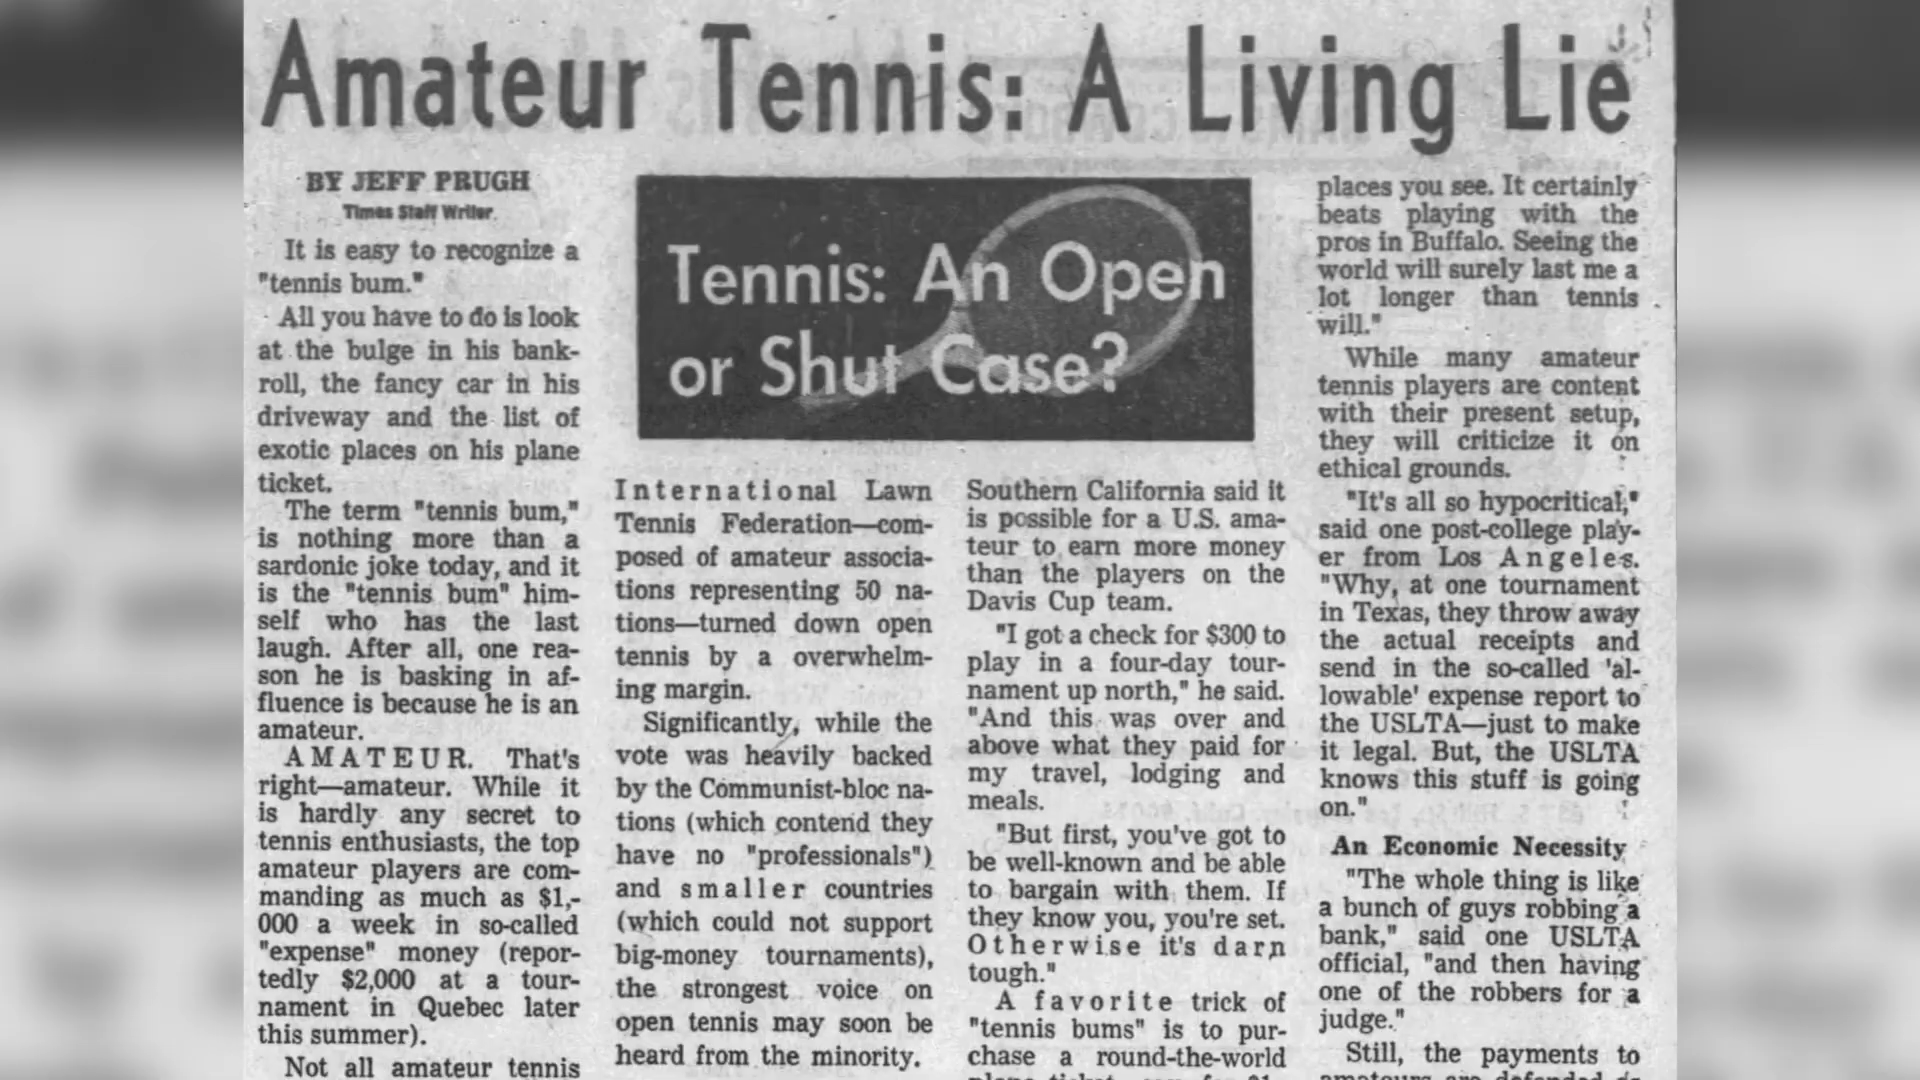 Amateur Tennis: A Living Lie
BY JEFF PRUGH
Times Staff Writer
It is easy to recognize a
"tennis bum."
All you have to do is look
at the bulge in his bank-
roll, the fancy car in his
driveway and the list of
exotic places on his plane
ticket.
The term "tennis bum,"
is nothing more than a
sardonic joke today, and it
is the "tennis bum" him-
self who has the last
laugh. After all, one rea-
son he is basking in af-
fluence is because he is an
amateur.
AMATEUR. That's
right—amateur. While it
is hardly any secret to
tennis enthusiasts, the top
amateur players are com-
manding as much as $1,-
000 a week in so-called
"expense" money (repor-
tedly $2,000 at a tour-
nament in Quebec later
this summer).
Not all amateur tennis
Tennis: An Open
or Shut Case?
International Lawn
Tennis Federation—com-
posed of amateur associa-
tions representing 50 na-
tions—turned down open
tennis by a overwhelm-
ing margin.
Significantly, while the
vote was heavily backed
by the Communist-bloc na-
tions (which contend they
have no "professionals")
and smaller countries
(which could not support
big-money tournaments),
the strongest voice on
open tennis may soon be
heard from the minority.
Southern California said it
is possible for a U.S. ama-
teur to earn more money
than the players on the
Davis Cup team.
"I got a check for $300 to
play in a four-day tour-
nament up north," he said.
"And this was over and
above what they paid for
my travel, lodging and
meals.
"But first, you've got to
be well-known and be able
to bargain with them. If
they know you, you're set.
Otherwise it's darn
tough."
A favorite trick of
"tennis bums" is to pur-
chase a round-the-world
plane ticket, say, for $1,-
places you see. It certainly
beats playing with the
pros in Buffalo. Seeing the
world will surely last me a
lot longer than tennis
will."
While many amateur
tennis players are content
with their present setup,
they will criticize it on
ethical grounds.
"It's all so hypocritical,"
said one post-college play-
er from Los Angeles.
"Why, at one tournament
in Texas, they throw away
the actual receipts and
send in the so-called 'al-
lowable' expense report to
the USLTA—just to make
it legal. But, the USLTA
knows this stuff is going
on."
An Economic Necessity
"The whole thing is like
a bunch of guys robbing a
bank," said one USLTA
official, "and then having
one of the robbers for a
judge."
Still, the payments to
amateurs are defended as